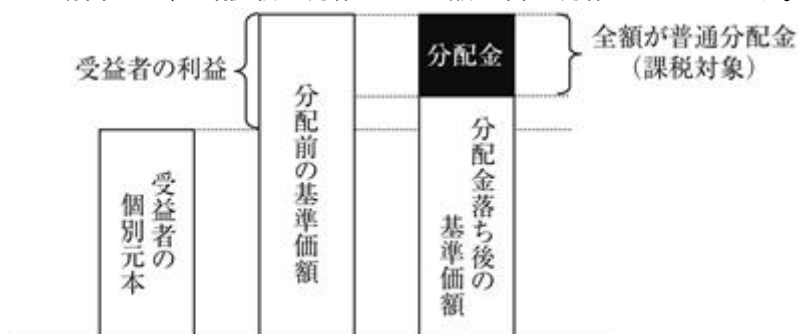 受益者の利益
分配金
全額が普通分配金
（課税対象）
受益者の
個別元本
分配前の基準価額
分配金落ち後の
基準価額